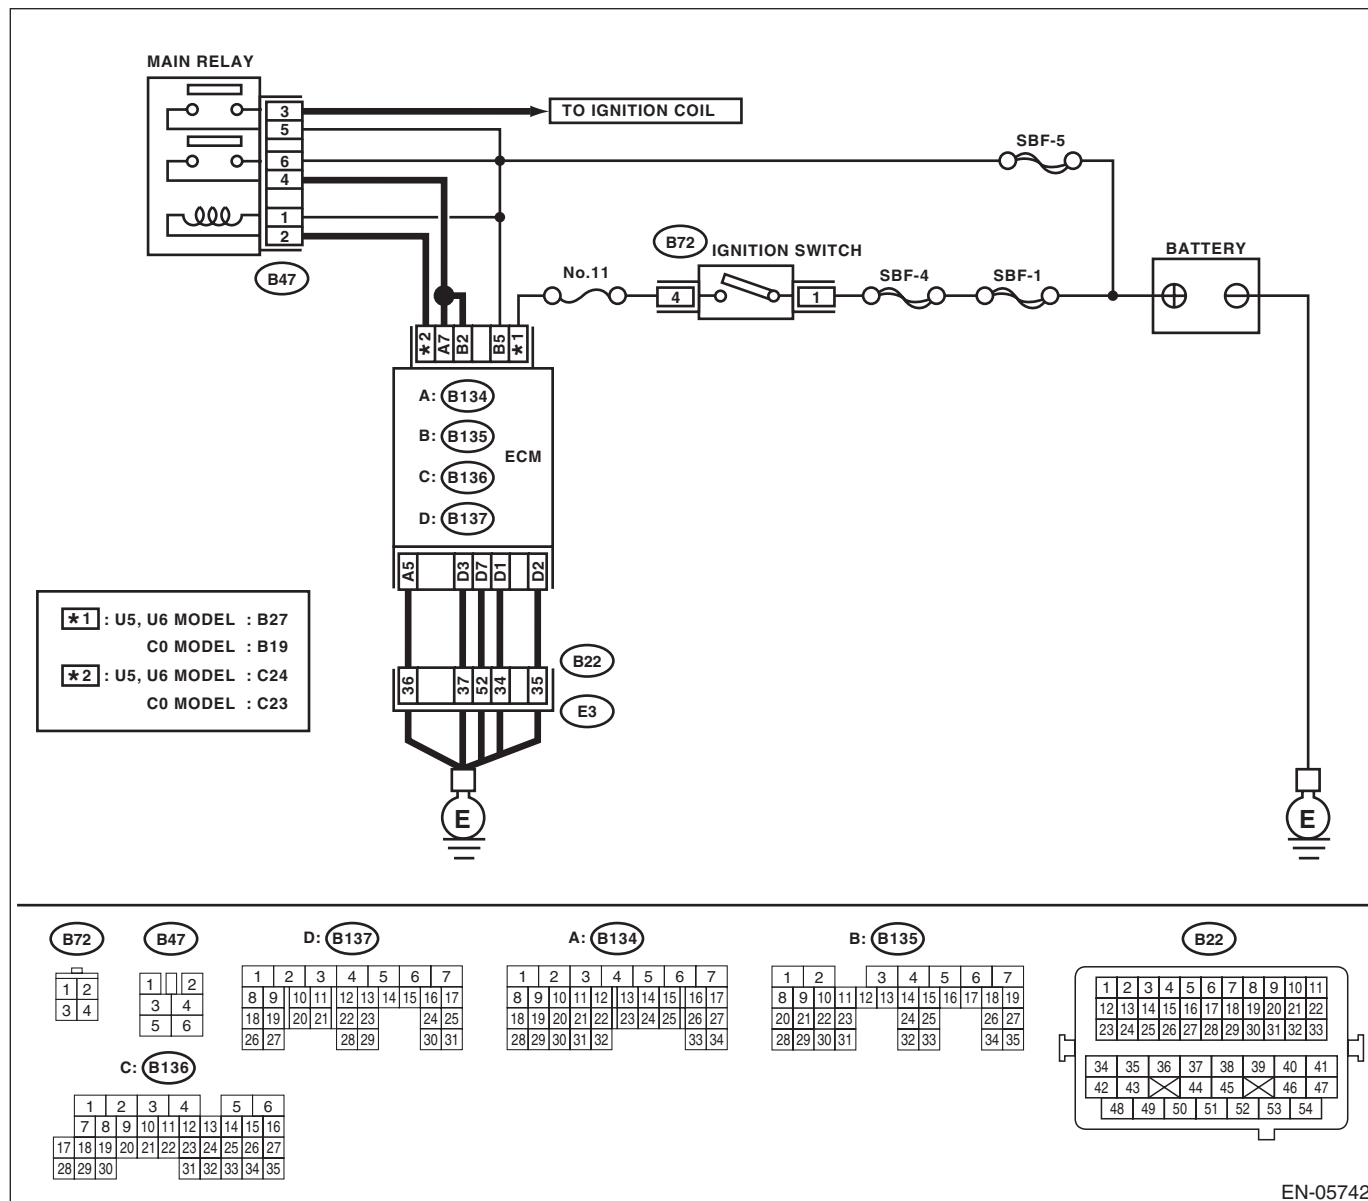 MAIN RELAY
3
TO IGNITION COIL
5
6
4
1
2
B47
SBF-5
B72
IGNITION SWITCH
BATTERY
No.11
4
1
SBF-4
SBF-1
*2
A7
B2
B5
*1
A: B134
B: B135
ECM
C: B136
D: B137
A5
D3
D7
D1
D2
*1 : U5, U6 MODEL : B27
C0 MODEL : B19
*2 : U5, U6 MODEL : C24
C0 MODEL : C23
36
37
52
34
35
B22
E3
E
E
B72
1 2
3 4
B47
1 2
3 4
5 6
D: B137
1 2 3 4 5 6 7
8 9 10 11 12 13 14 15 16 17
18 19 20 21 22 23 24 25
26 27 28 29 30 31
A: B134
1 2 3 4 5 6 7
8 9 10 11 12 13 14 15 16 17
18 19 20 21 22 23 24 25 26 27
28 29 30 31 32 33 34
B: B135
1 2 3 4 5 6 7
8 9 10 11 12 13 14 15 16 17 18 19
20 21 22 23 24 25 26 27
28 29 30 31 32 33 34 35
B22
1 2 3 4 5 6 7 8 9 10 11
12 13 14 15 16 17 18 19 20 21 22
23 24 25 26 27 28 29 30 31 32 33
34 35 36 37 38 39 40 41
42 43 44 45 46 47
48 49 50 51 52 53 54
C: B136
1 2 3 4 5 6
7 8 9 10 11 12 13 14 15 16
17 18 19 20 21 22 23 24 25 26 27
28 29 30 31 32 33 34 35
EN-05742